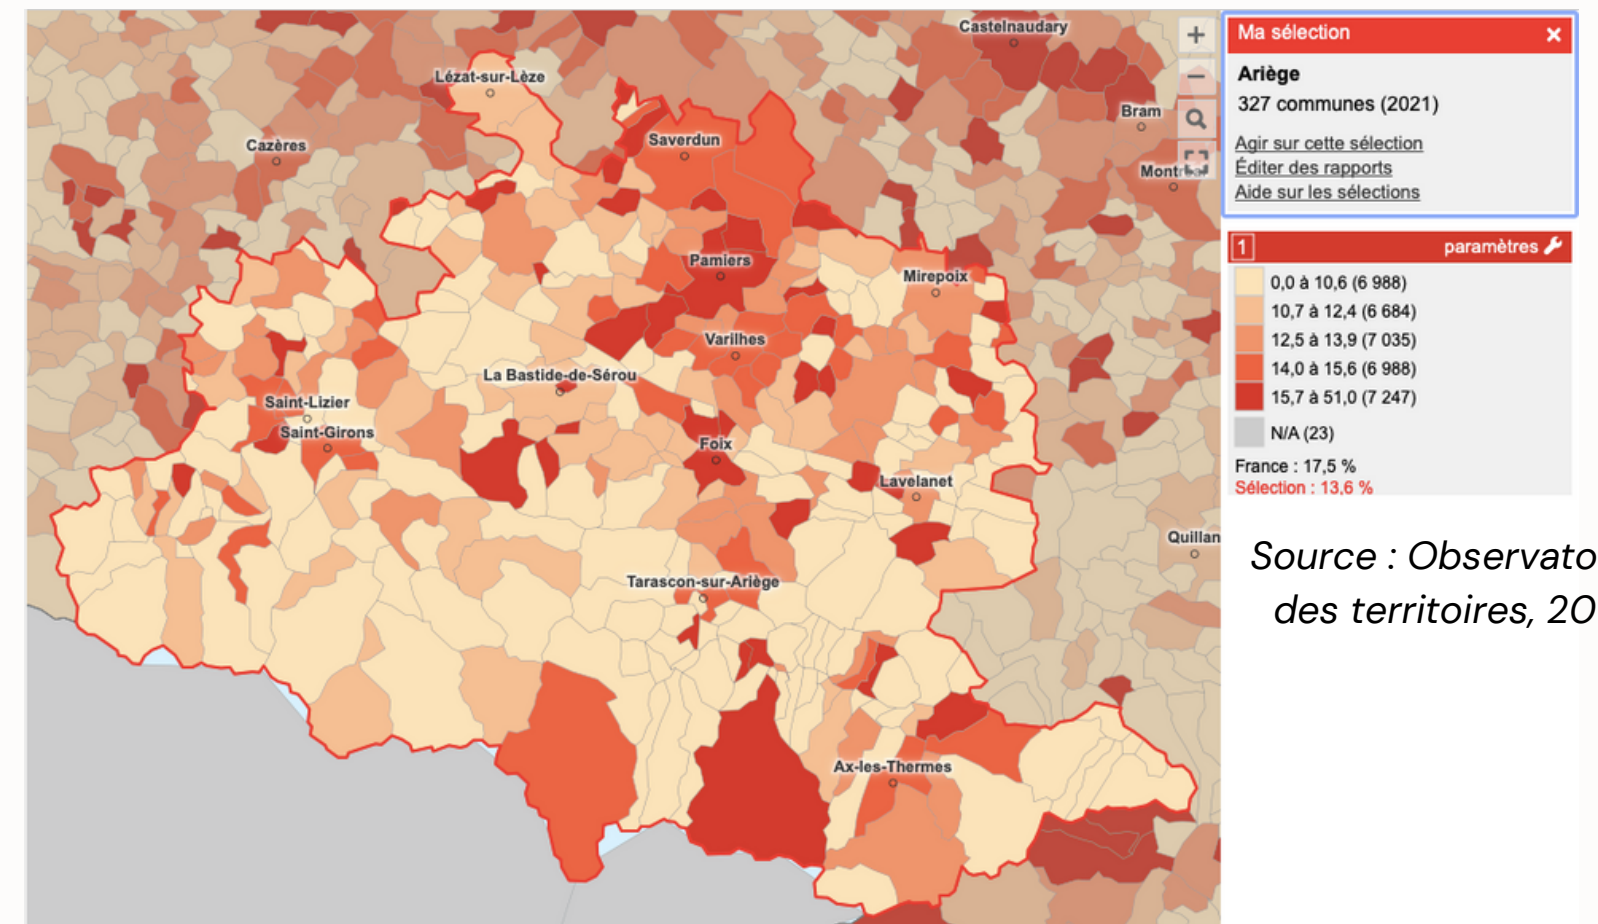 Castelnaudary
Lézat-sur-Lèze
Bram
Saverdun
Cazères
Pamiers
Mirepoix
Varilhes
La Bastide-de-Sérou
Saint-Lizier
Saint-Girons
Foix
Lavelanet
Quillan
Tarascon-sur-Ariège
Ax-les-Thermes
+
−
Ma sélection ×
Ariège
327 communes (2021)
Agir sur cette sélection
Éditer des rapports
Aide sur les sélections
1 paramètres
0,0 à 10,6 (6 988)
10,7 à 12,4 (6 684)
12,5 à 13,9 (7 035)
14,0 à 15,6 (6 988)
15,7 à 51,0 (7 247)
N/A (23)
France : 17,5 %
Sélection : 13,6 %
Source : Observato
des territoires, 20